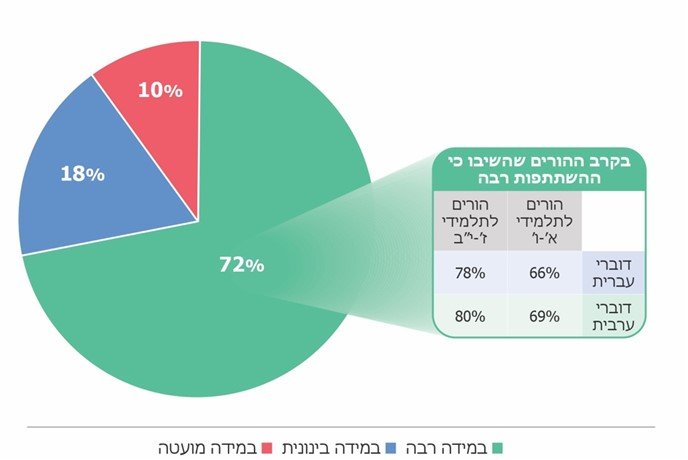 10%
18%
72%
בקרב ההורים שהשיבו כי
ההשתתפות רבה
הורים לתלמידי א׳-ו׳
הורים לתלמידי ז׳-י״ב
דוברי עברית 66% 78%
דוברי ערבית 69% 80%
במידה רבה במידה בינונית במידה מועטה